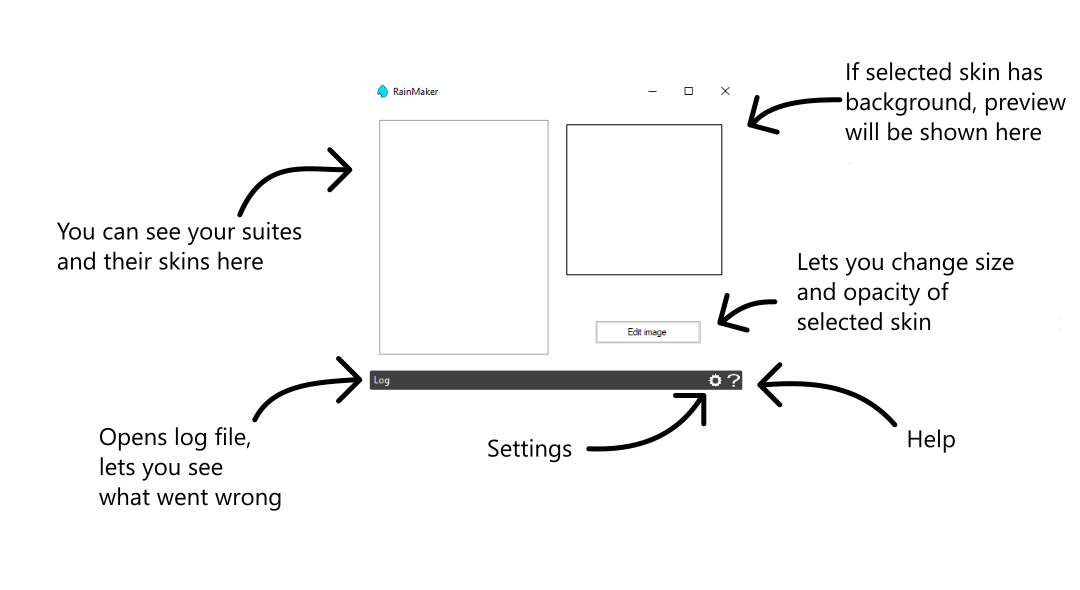 If selected skin has
background, preview
will be shown here
RainMaker
You can see your suites
and their skins here
Lets you change size
and opacity of
selected skin
Edit image
Log
?
Opens log file,
lets you see
what went wrong
Settings
Help